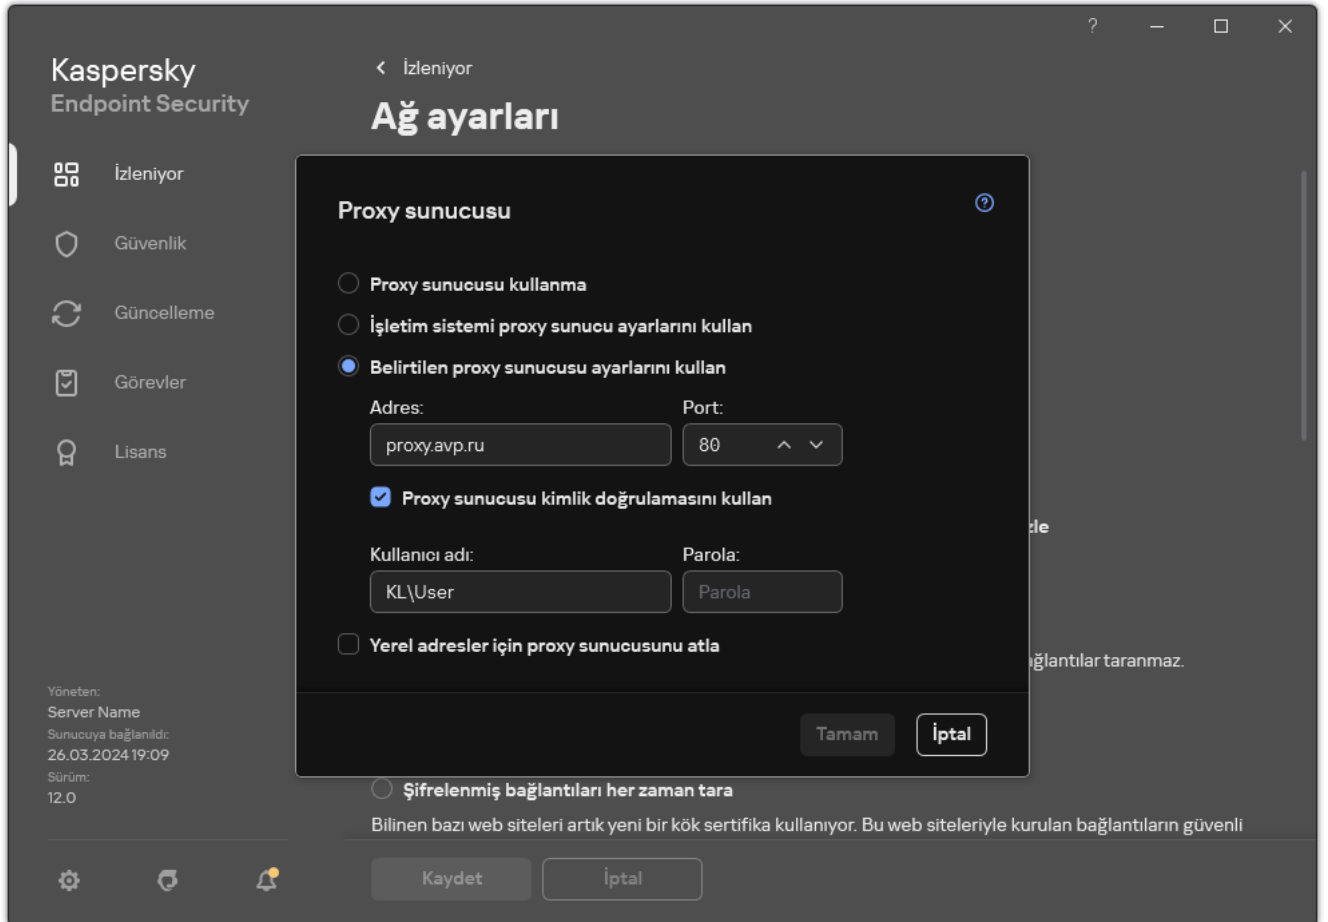 Kaspersky
Endpoint Security
İzleniyor
Güvenlik
Güncelleme
Görevler
Lisans
Yöneten:
Server Name
Sunucuya bağlanıldı:
26.03.2024 19:09
Sürüm:
12.0
İzleniyor
Ağ ayarları
Proxy sunucusu
Proxy sunucusu kullanma
İşletim sistemi proxy sunucu ayarlarını kullan
Belirtilen proxy sunucusu ayarlarını kullan
Adres: Port:
proxy.avp.ru 80
Proxy sunucusu kimlik doğrulamasını kullan
Kullanıcı adı: Parola:
KL\User Parola
Yerel adresler için proxy sunucusunu atla
Tamam İptal
ğlantılar taranmaz.
Şifrelenmiş bağlantıları her zaman tara
Bilinen bazı web siteleri artık yeni bir kök sertifika kullanıyor. Bu web siteleriyle kurulan bağlantıların güvenli
Kaydet İptal